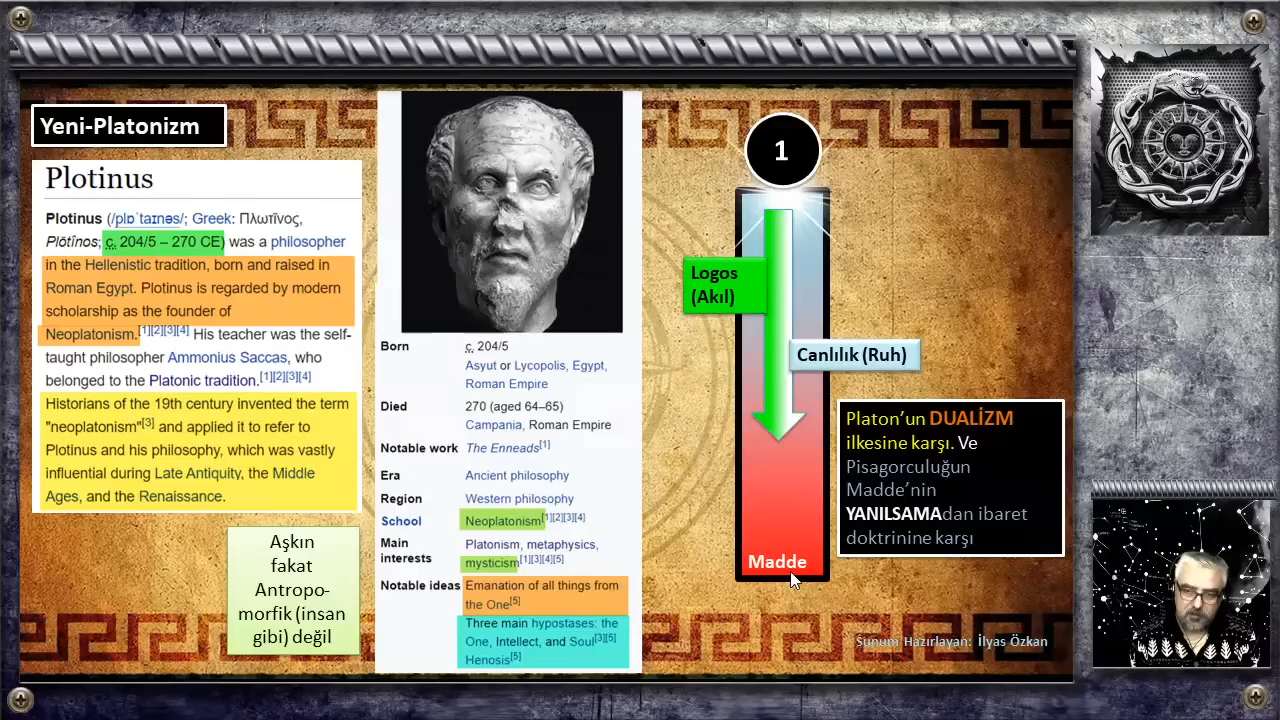 Yeni-Platonizm
Plotinus
Plotinus (/plɒˈtaɪnəs/; Greek: Πλωτῖνος,
Plōtînos; c. 204/5 – 270 CE) was a philosopher
in the Hellenistic tradition, born and raised in
Roman Egypt. Plotinus is regarded by modern
scholarship as the founder of
Neoplatonism.[1][2][3][4] His teacher was the self-
taught philosopher Ammonius Saccas, who
belonged to the Platonic tradition.[1][2][3][4]
Historians of the 19th century invented the term
"neoplatonism"[3] and applied it to refer to
Plotinus and his philosophy, which was vastly
influential during Late Antiquity, the Middle
Ages, and the Renaissance.
Aşkın
fakat
Antropo-
morfik (insan
gibi) değil
Born c. 204/5
Asyut or Lycopolis, Egypt,
Roman Empire
Died 270 (aged 64–65)
Campania, Roman Empire
Notable work The Enneads[1]
Era Ancient philosophy
Region Western philosophy
School Neoplatonism[1][2][3][4]
Main Platonism, metaphysics,
interests mysticism[1][3][4][5]
Notable ideas Emanation of all things from
the One[5]
Three main hypostases: the
One, Intellect, and Soul[3][5]
Henosis[5]
1
Logos
(Akıl)
Canlılık (Ruh)
Madde
Platon’un DUALİZM
ilkesine karşı. Ve
Pisagorculuğun
Madde’nin
YANILSAMAdan ibaret
doktrinine karşı
Sunum Hazırlayan: İlyas Özkan